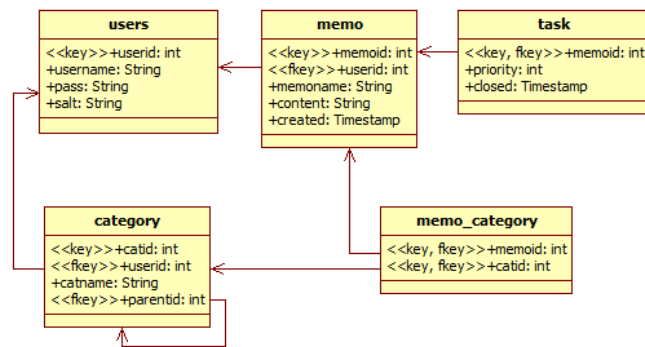 users
<<key>>+userid: int
+username: String
+pass: String
+salt: String
memo
<<key>>+memoid: int
<<fkey>>+userid: int
+memoname: String
+content: String
+created: Timestamp
task
<<key, fkey>>+memoid: int
+priority: int
+closed: Timestamp
category
<<key>>+catid: int
<<fkey>>+userid: int
+catname: String
<<fkey>>+parentid: int
memo_category
<<key, fkey>>+memoid: int
<<key, fkey>>+catid: int